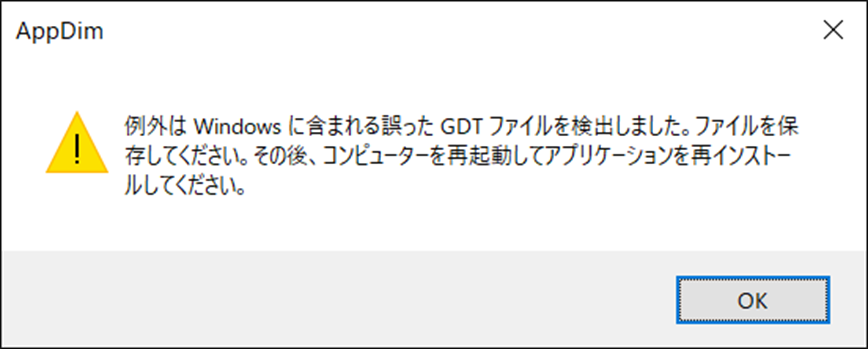 AppDim
例外は Windows に含まれる誤った GDT ファイルを検出しました。ファイルを保
存してください。その後、コンピューターを再起動してアプリケーションを再インストー
ルしてください。
OK